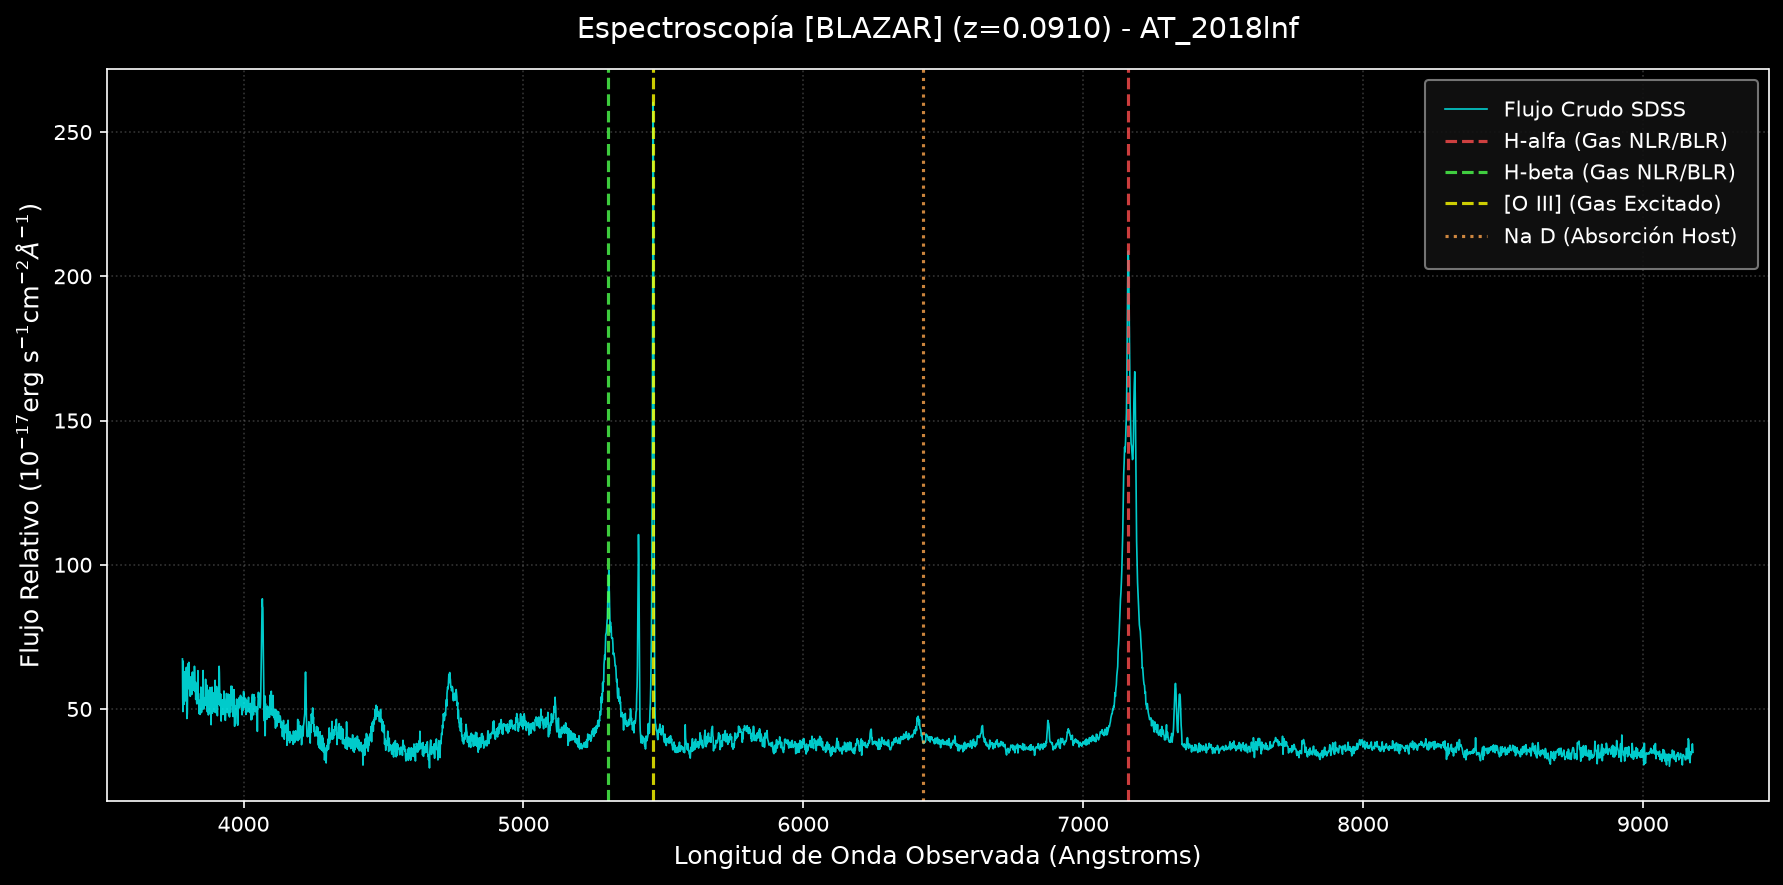 Espectroscopía [BLAZAR] (z=0.0910) - AT_2018lnf
Flujo Crudo SDSS
H-alfa (Gas NLR/BLR)
H-beta (Gas NLR/BLR)
[O III] (Gas Excitado)
Na D (Absorción Host)
Flujo Relativo (10⁻¹⁷erg s⁻¹cm⁻²Å⁻¹)
250
200
150
100
50
4000 5000 6000 7000 8000 9000
Longitud de Onda Observada (Angstroms)